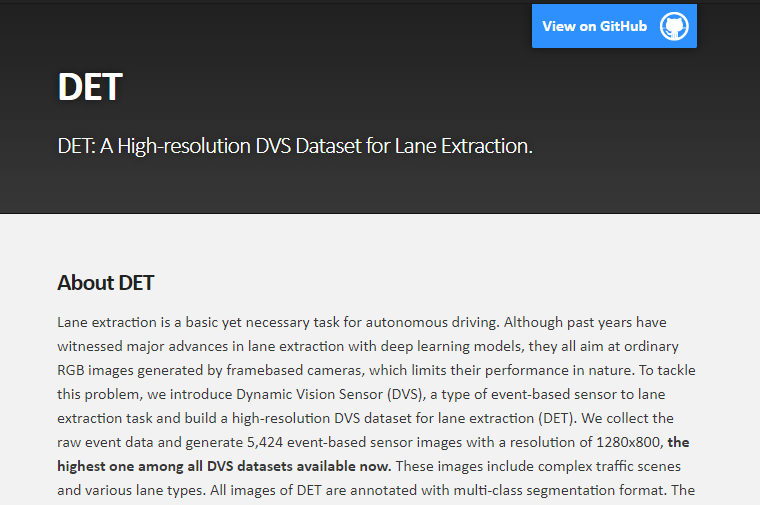 View on GitHub
DET
DET: A High-resolution DVS Dataset for Lane Extraction.
About DET
Lane extraction is a basic yet necessary task for autonomous driving. Although past years have
witnessed major advances in lane extraction with deep learning models, they all aim at ordinary
RGB images generated by framebased cameras, which limits their performance in nature. To tackle
this problem, we introduce Dynamic Vision Sensor (DVS), a type of event-based sensor to lane
extraction task and build a high-resolution DVS dataset for lane extraction (DET). We collect the
raw event data and generate 5,424 event-based sensor images with a resolution of 1280x800, the
highest one among all DVS datasets available now. These images include complex traffic scenes
and various lane types. All images of DET are annotated with multi-class segmentation format. The